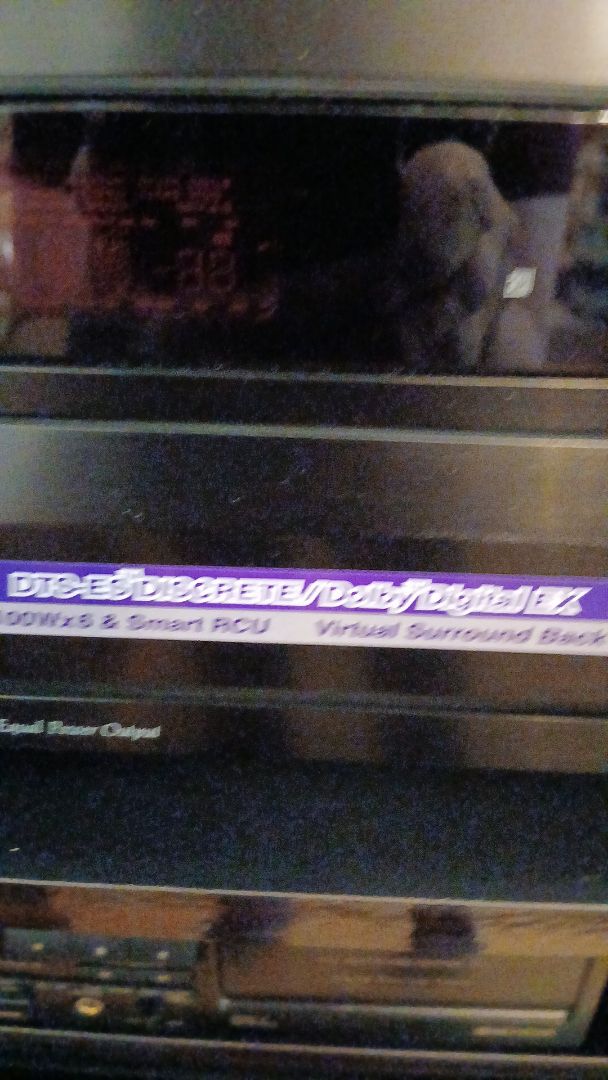 DTS-ES DISCRETE/Dolby Digital EX
100Wx6 & Smart RCU Virtual Surround Back
Equal Power Output